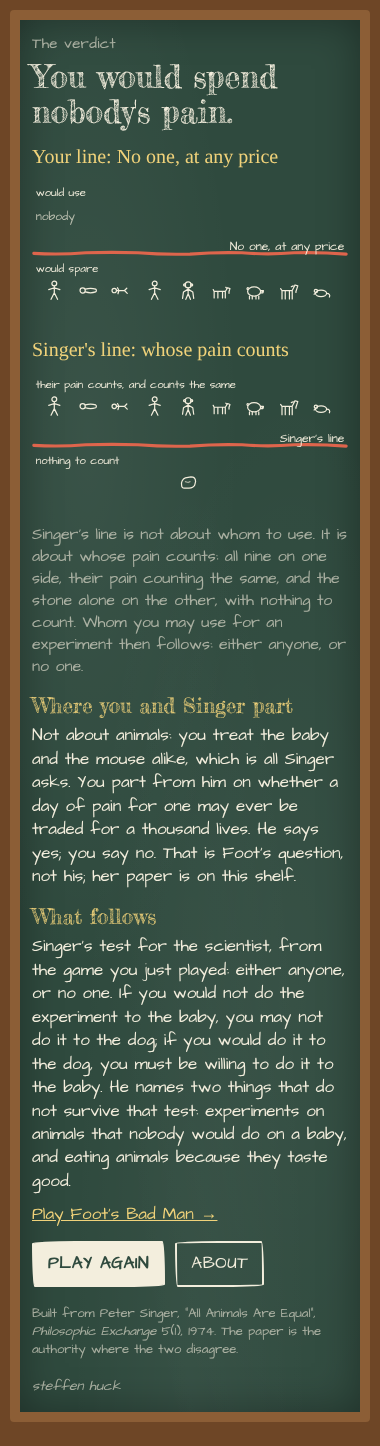 The verdict
You would spend
nobody's pain.
Your line: No one, at any price
would use
nobody
No one, at any price
would spare
Singer's line: whose pain counts
their pain counts, and counts the same
Singer's line
nothing to count
Singer's line is not about whom to use. It is
about whose pain counts: all nine on one
side, their pain counting the same, and the
stone alone on the other, with nothing to
count. Whom you may use for an
experiment then follows: either anyone, or
no one.
Where you and Singer part
Not about animals: you treat the baby
and the mouse alike, which is all Singer
asks. You part from him on whether a
day of pain for one may ever be
traded for a thousand lives. He says
yes; you say no. That is Foot's question,
not his; her paper is on this shelf.
What follows
Singer's test for the scientist, from
the game you just played: either anyone,
or no one. If you would not do the
experiment to the baby, you may not
do it to the dog; if you would do it to
the dog, you must be willing to do it to
the baby. He names two things that do
not survive that test: experiments on
animals that nobody would do on a baby,
and eating animals because they taste
good.
Play Foot's Bad Man →
PLAY AGAIN
ABOUT
Built from Peter Singer, "All Animals Are Equal",
Philosophic Exchange 5(1), 1974. The paper is the
authority where the two disagree.
steffen huck